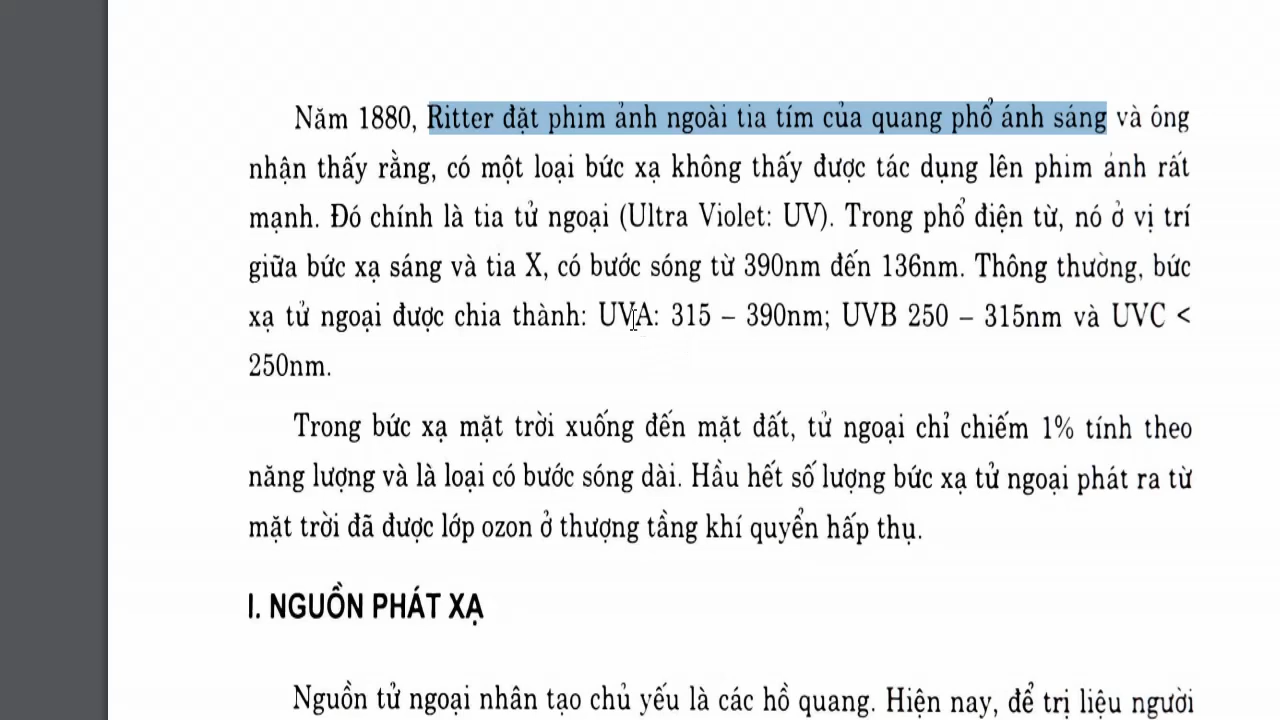 Năm 1880, Ritter đặt phim ảnh ngoài tia tím của quang phổ ánh sáng và ông
nhận thấy rằng, có một loại bức xạ không thấy được tác dụng lên phim ảnh rất
mạnh. Đó chính là tia tử ngoại (Ultra Violet: UV). Trong phổ điện từ, nó ở vị trí
giữa bức xạ sáng và tia X, có bước sóng từ 390nm đến 136nm. Thông thường, bức
xạ tử ngoại được chia thành: UVA: 315 – 390nm; UVB 250 – 315nm và UVC <
250nm.
Trong bức xạ mặt trời xuống đến mặt đất, tử ngoại chỉ chiếm 1% tính theo
năng lượng và là loại có bước sóng dài. Hầu hết số lượng bức xạ tử ngoại phát ra từ
mặt trời đã được lớp ozon ở thượng tầng khí quyển hấp thụ.
I. NGUỒN PHÁT XẠ
Nguồn tử ngoại nhân tạo chủ yếu là các hồ quang. Hiện nay, để trị liệu người